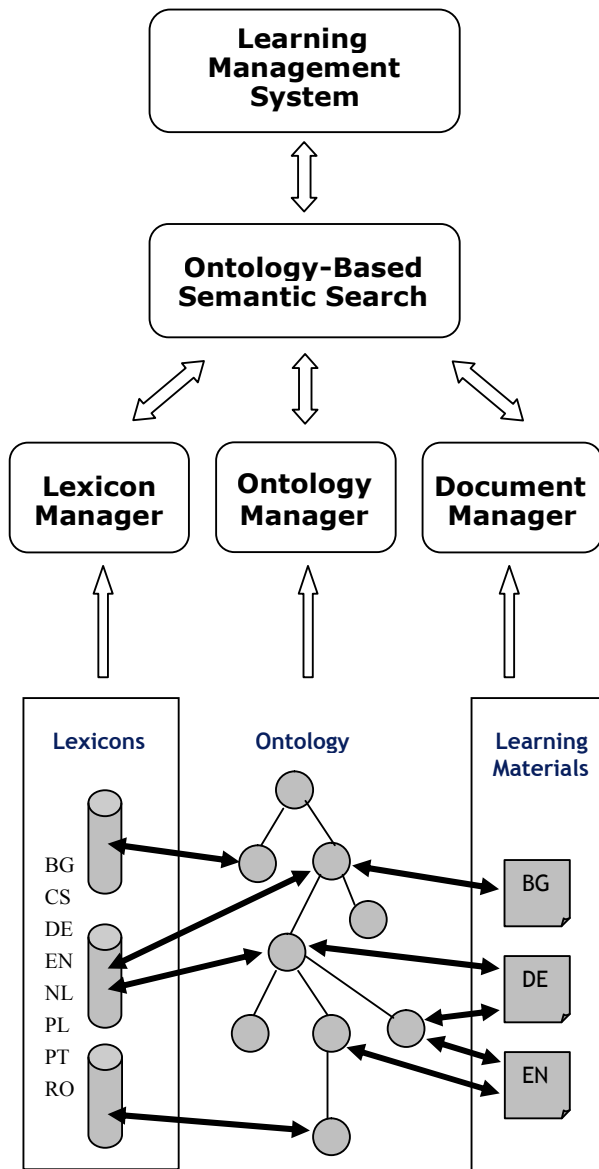 Learning
Management
System
Ontology-Based
Semantic Search
Lexicon
Manager
Ontology
Manager
Document
Manager
Lexicons
Ontology
Learning
Materials
BG
CS
DE
EN
NL
PL
PT
RO
BG
DE
EN